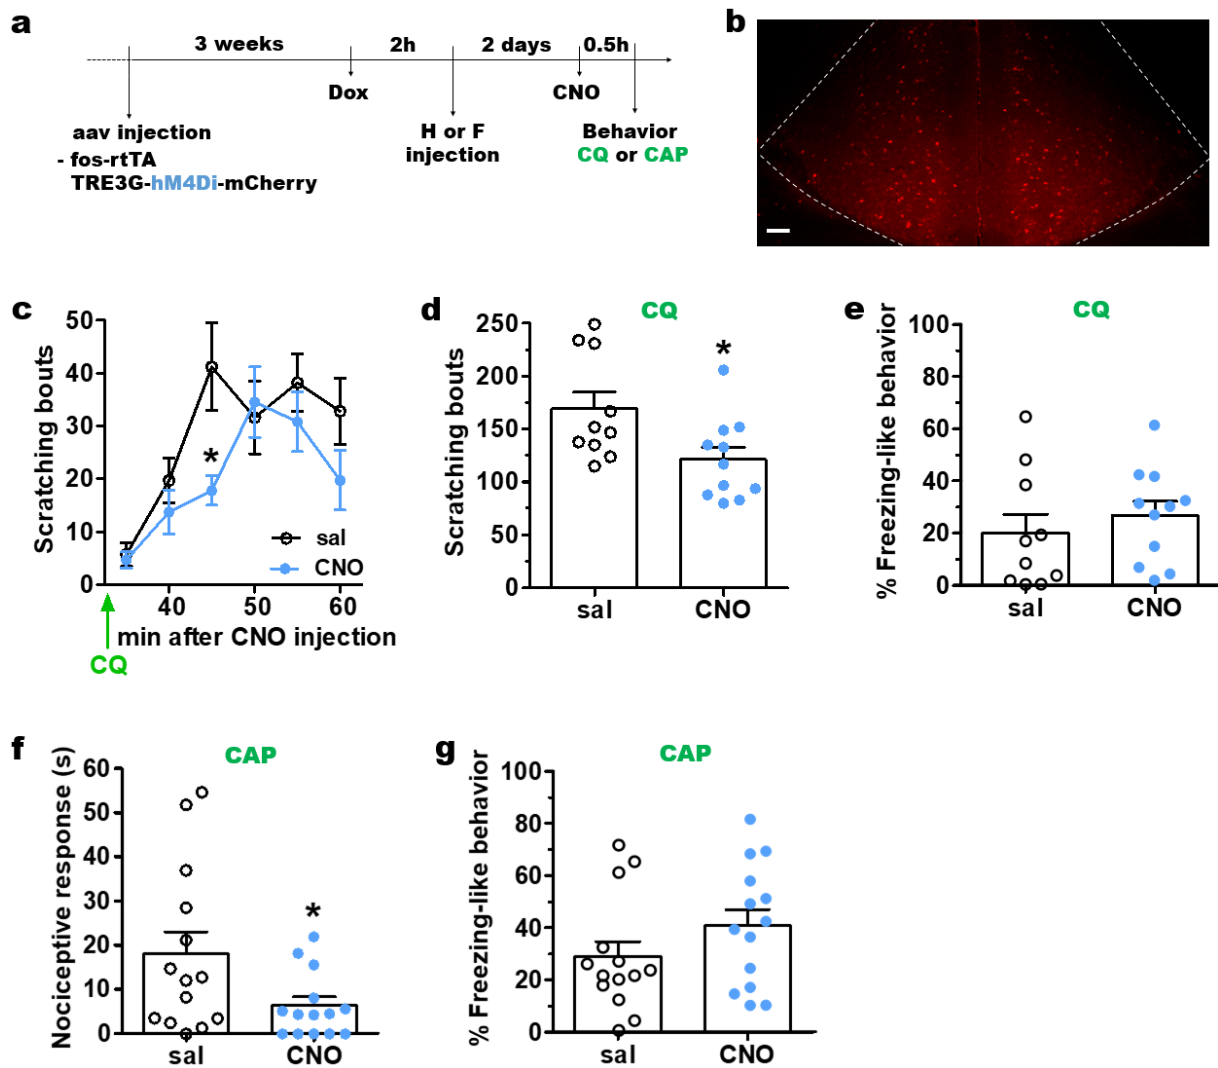 a
3 weeks 2h 2 days 0.5h
Dox CNO
aav injection
- fos-rtTA
TRE3G-hM4Di-mCherry
H or F
injection
Behavior
CQ or CAP
b
c
Scratching bouts
50
40
30
20
10
0
*
sal
CNO
40 50 60
min after CNO injection
CQ
d
CQ
Scratching bouts
250
200
150
100
50
0
*
sal CNO
e
CQ
% Freezing-like behavior
100
80
60
40
20
0
sal CNO
f
CAP
Nociceptive response (s)
60
50
40
30
20
10
0
*
sal CNO
g
CAP
% Freezing-like behavior
100
80
60
40
20
0
sal CNO